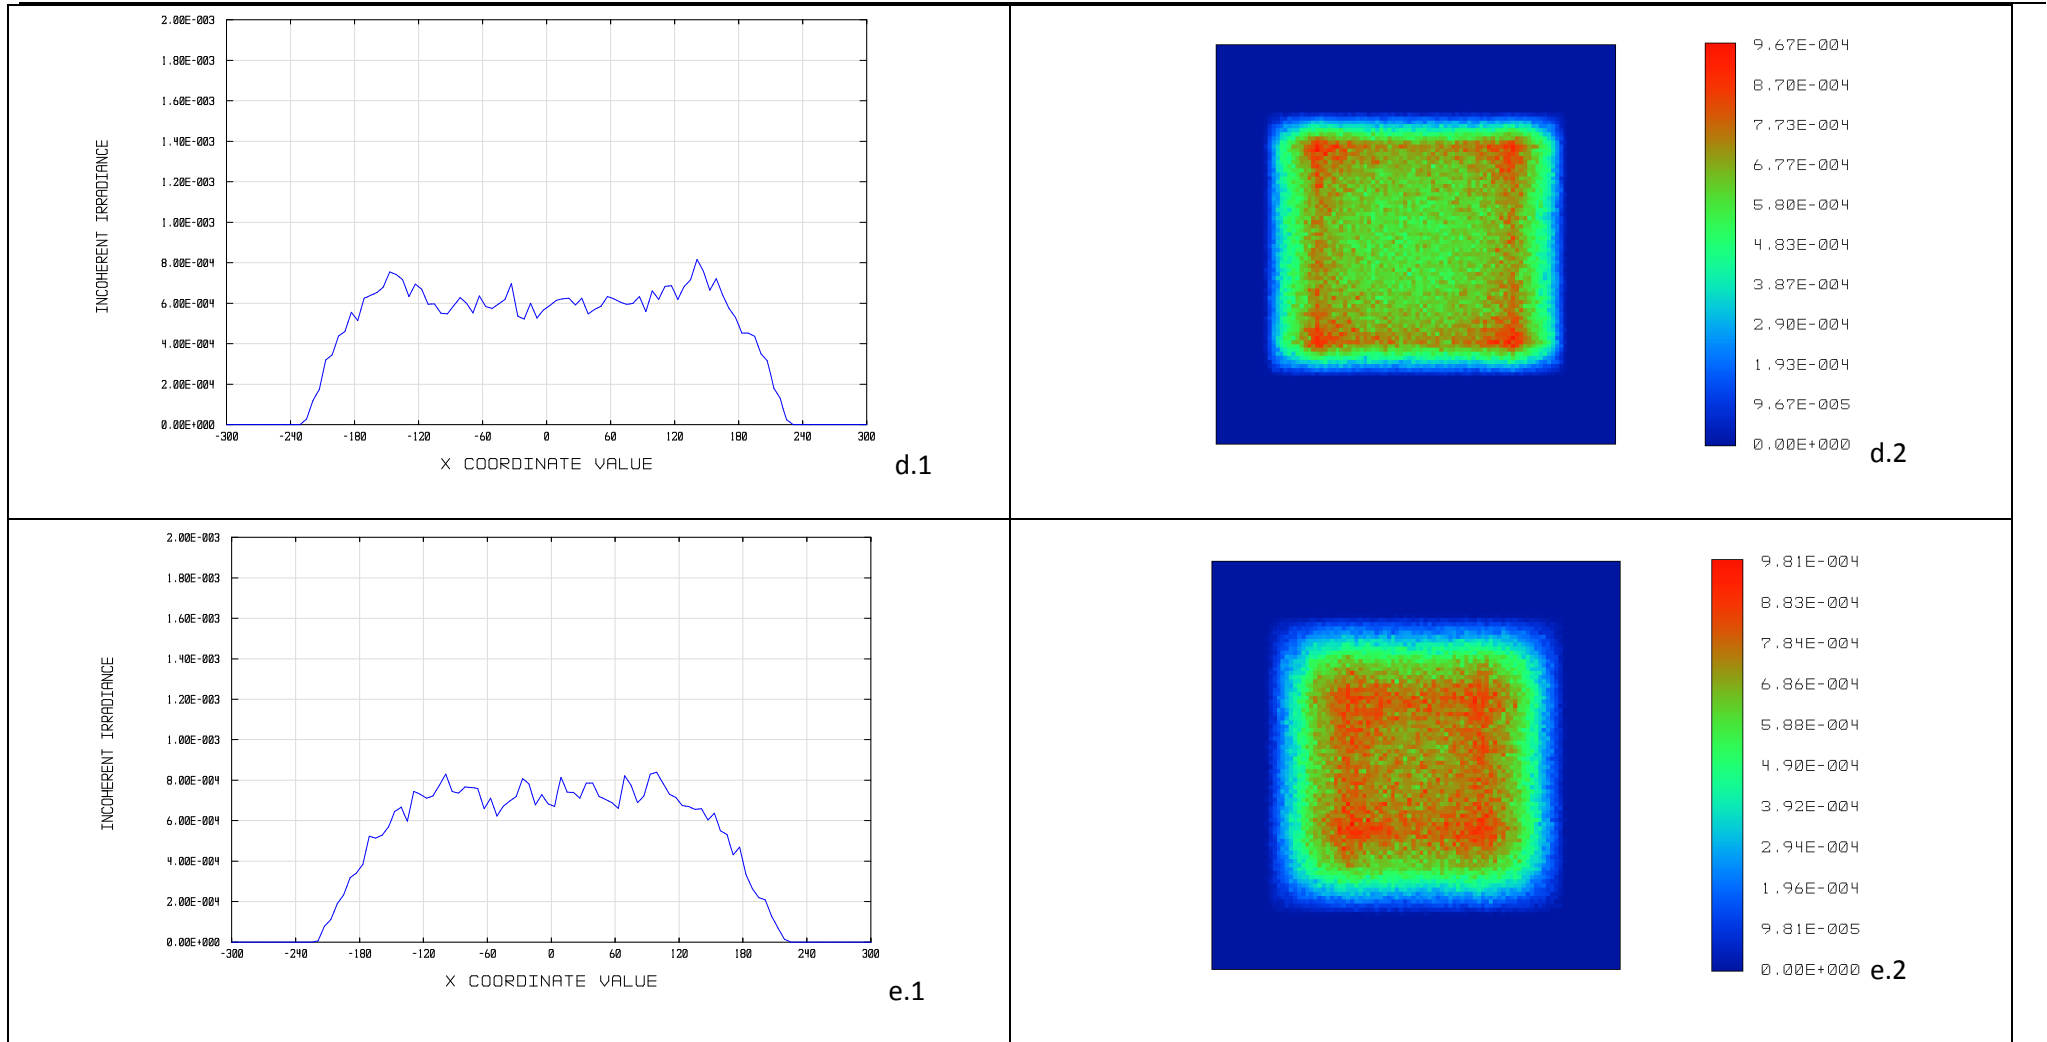 2.00E-003
1.80E-003
1.60E-003
1.40E-003
1.20E-003
1.00E-003
8.00E-004
6.00E-004
4.00E-004
2.00E-004
0.00E+000
INCOHERENT IRRADIANCE
-300 -240 -180 -120 -60 0 60 120 180 240 300
X COORDINATE VALUE
d.1
9.67E-004
8.70E-004
7.73E-004
6.77E-004
5.80E-004
4.83E-004
3.87E-004
2.90E-004
1.93E-004
9.67E-005
0.00E+000
d.2
2.00E-003
1.80E-003
1.60E-003
1.40E-003
1.20E-003
1.00E-003
8.00E-004
6.00E-004
4.00E-004
2.00E-004
0.00E+000
INCOHERENT IRRADIANCE
-300 -240 -180 -120 -60 0 60 120 180 240 300
X COORDINATE VALUE
e.1
9.81E-004
8.83E-004
7.84E-004
6.86E-004
5.88E-004
4.90E-004
3.92E-004
2.94E-004
1.96E-004
9.81E-005
0.00E+000
e.2